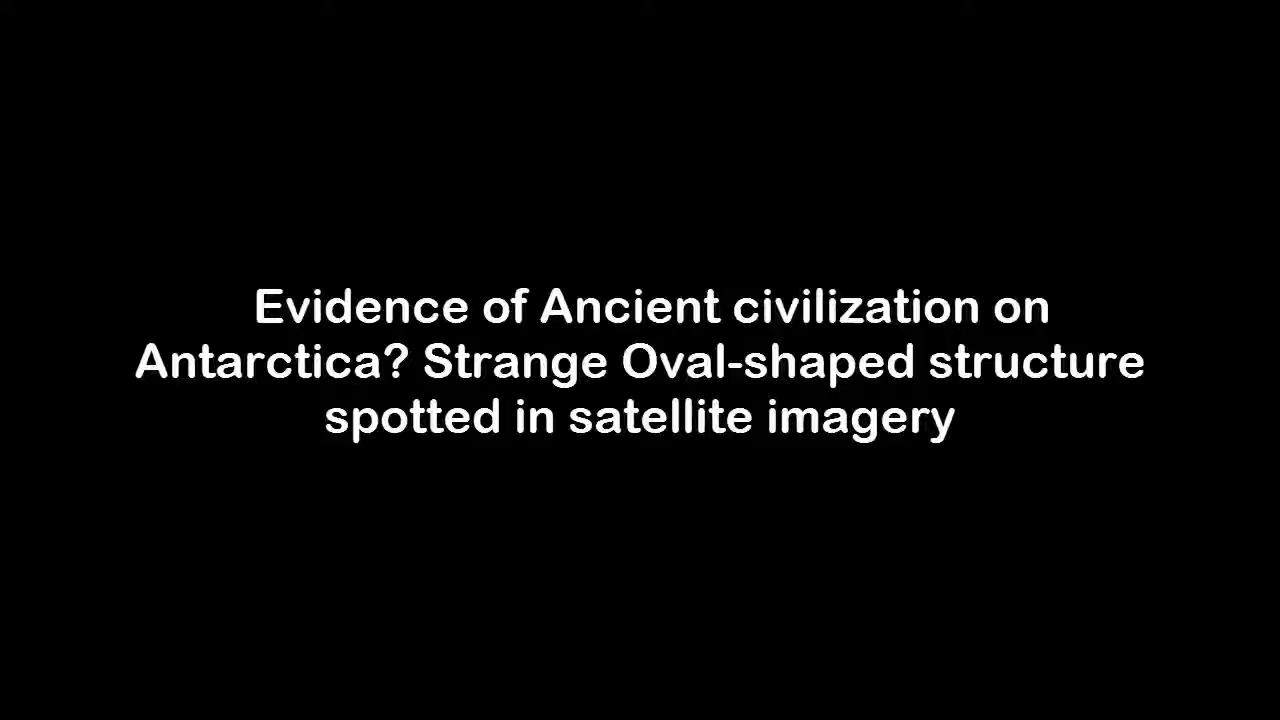 Evidence of Ancient civilization on
Antarctica? Strange Oval-shaped structure
spotted in satellite imagery